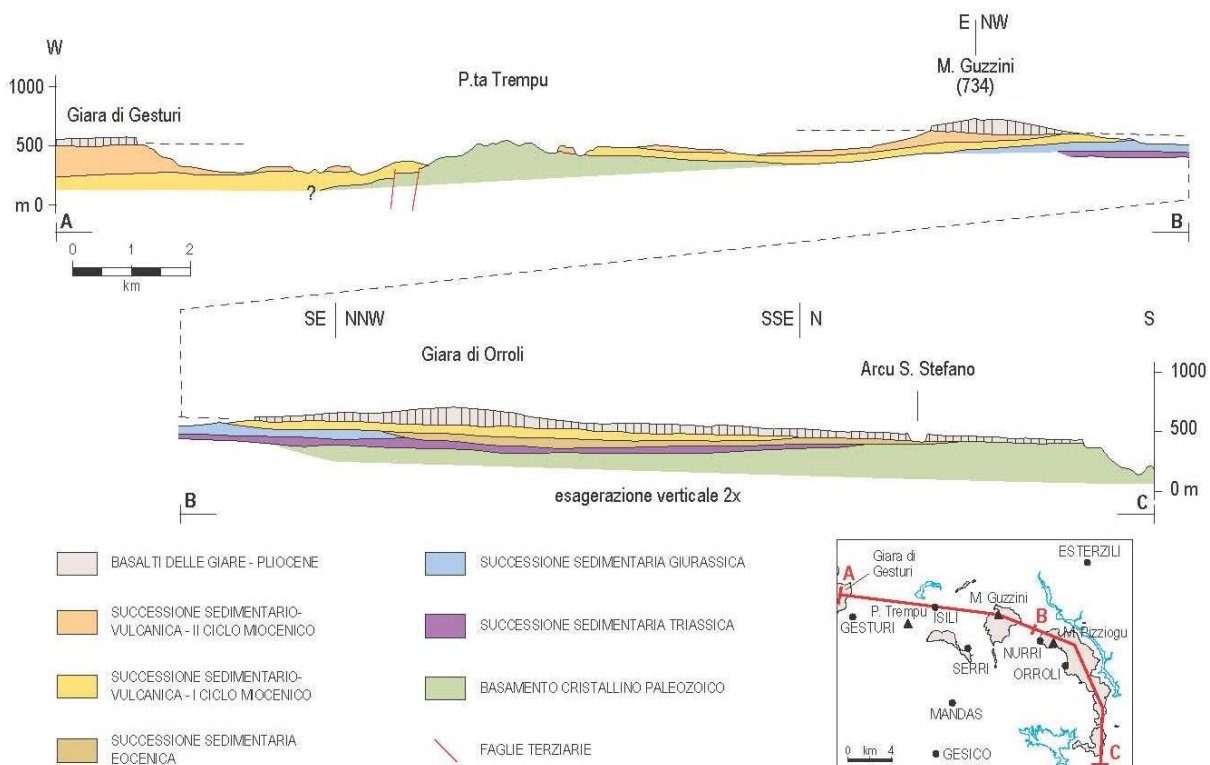 E NW
W
M. Guzzini
(734)
P.ta Trempu
1000
Giara di Gesturi
500
?
m 0
A
B
0 1 2
km
SE NNW
SSE N
S
Giara di Orroli
Arcu S. Stefano
1000
500
0 m
B
esagerazione verticale 2x
C
BASALTI DELLE GIARE - PLIOCENE
SUCCESSIONE SEDIMENTARIO-
VULCANICA - II CICLO MIOCENICO
SUCCESSIONE SEDIMENTARIO-
VULCANICA - I CICLO MIOCENICO
SUCCESSIONE SEDIMENTARIA
EOCENICA
SUCCESSIONE SEDIMENTARIA GIURASSICA
SUCCESSIONE SEDIMENTARIA TRIASSICA
BASAMENTO CRISTALLINO PALEOZOICO
FAGLIE TERZIARIE
ESTERZILI
A
Giara di
Gesturi
M. Guzzini
P. Trempu
ISILI
B
GESTURI
M. Pizziogu
NURRI
SERRI
ORROLI
MANDAS
0 km 4
GESICO
C